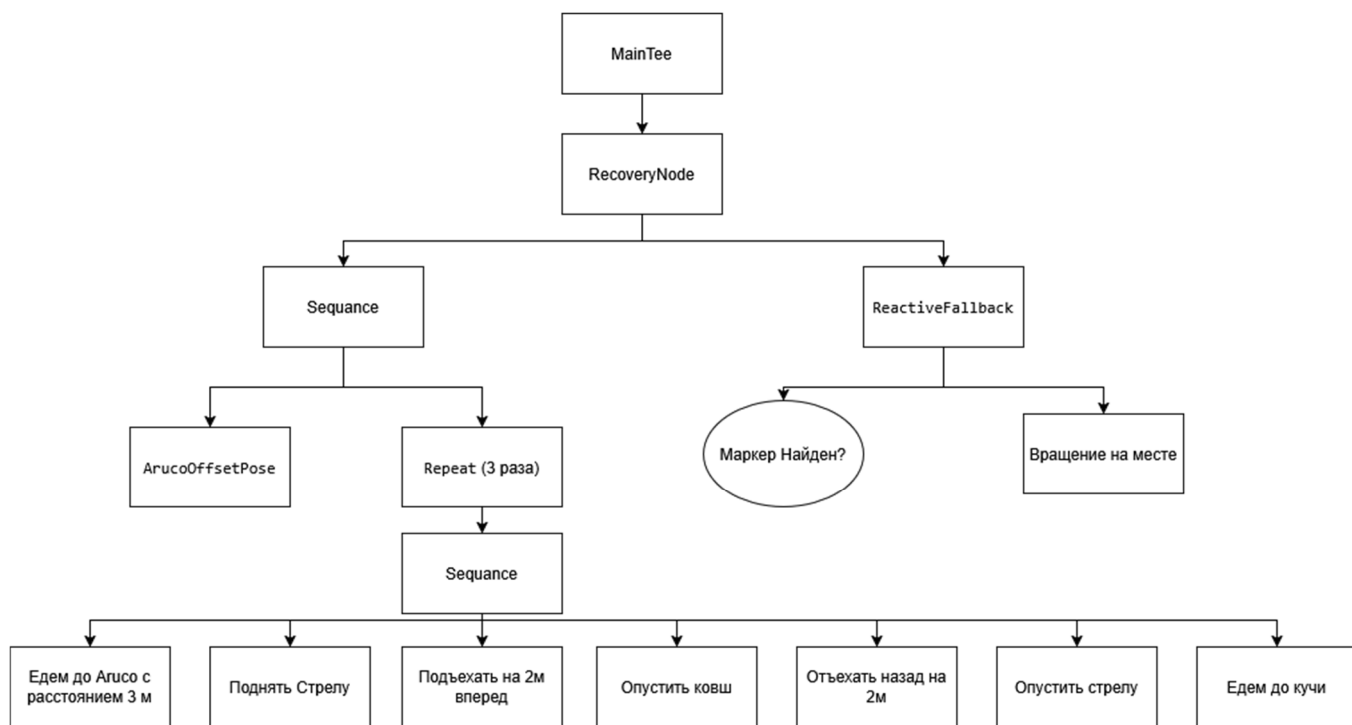 MainTee
RecoveryNode
Sequance
ReactiveFallback
ArucoOffsetPose
Repeat (3 раза)
Маркер Найден?
Вращение на месте
Sequance
Едем до Aruco с
расстоянием 3 м
Поднять Стрелу
Подъехать на 2м
вперед
Опустить ковш
Отъехать назад на
2м
Опустить стрелу
Едем до кучи